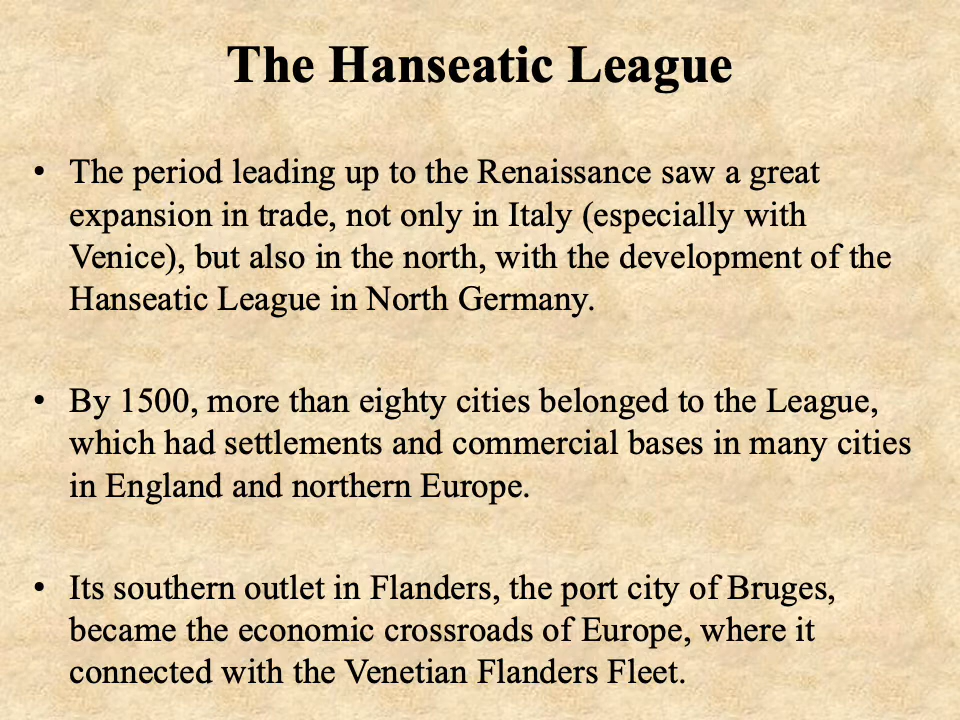 The Hanseatic League
• The period leading up to the Renaissance saw a great
expansion in trade, not only in Italy (especially with
Venice), but also in the north, with the development of the
Hanseatic League in North Germany.
• By 1500, more than eighty cities belonged to the League,
which had settlements and commercial bases in many cities
in England and northern Europe.
• Its southern outlet in Flanders, the port city of Bruges,
became the economic crossroads of Europe, where it
connected with the Venetian Flanders Fleet.